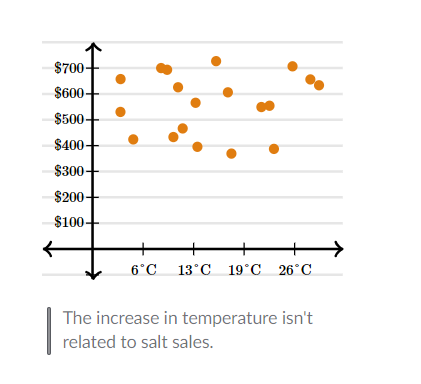 $700
$600
$500
$400
$300
$200
$100
6°C 13°C 19°C 26°C
The increase in temperature isn't
related to salt sales.